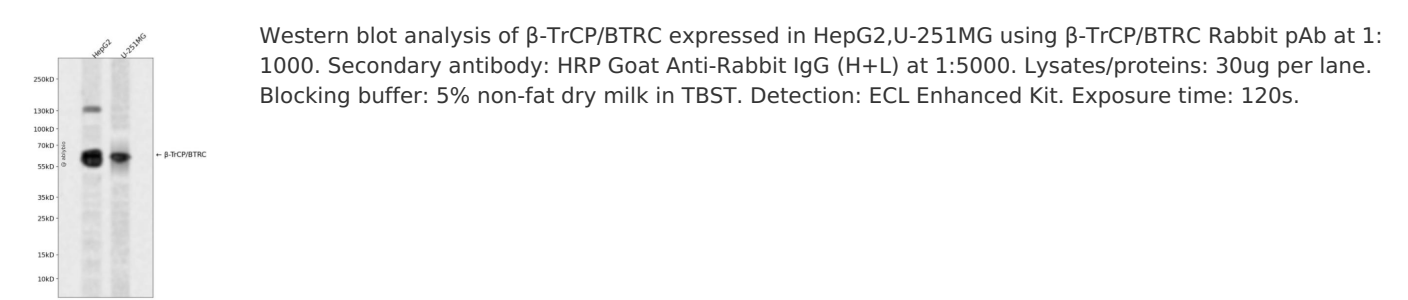 HepG2
U-251MG
250kD
130kD
100kD
70kD
55kD
35kD
25kD
15kD
10kD
← β-TrCP/BTRC
Western blot analysis of β-TrCP/BTRC expressed in HepG2,U-251MG using β-TrCP/BTRC Rabbit pAb at 1:
1000. Secondary antibody: HRP Goat Anti-Rabbit IgG (H+L) at 1:5000. Lysates/proteins: 30ug per lane.
Blocking buffer: 5% non-fat dry milk in TBST. Detection: ECL Enhanced Kit. Exposure time: 120s.